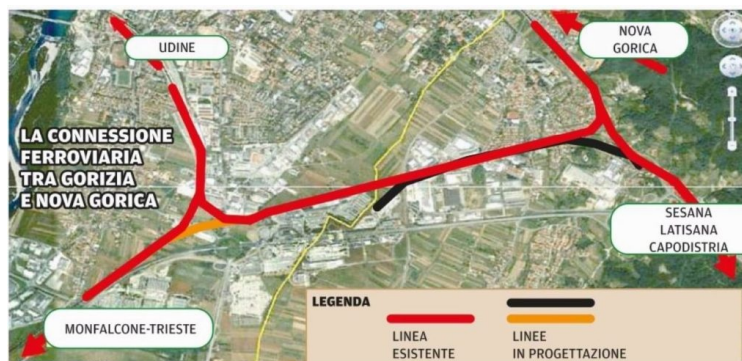 UDINE
NOVA
GORICA
LA CONNESSIONE
FERROVIARIA
TRA GORIZIA
E NOVA GORICA
SESANA
LATISANA
CAPODISTRIA
MONFALCONE-TRIESTE
LEGENDA
LINEA
ESISTENTE
LINEE
IN PROGETTAZIONE